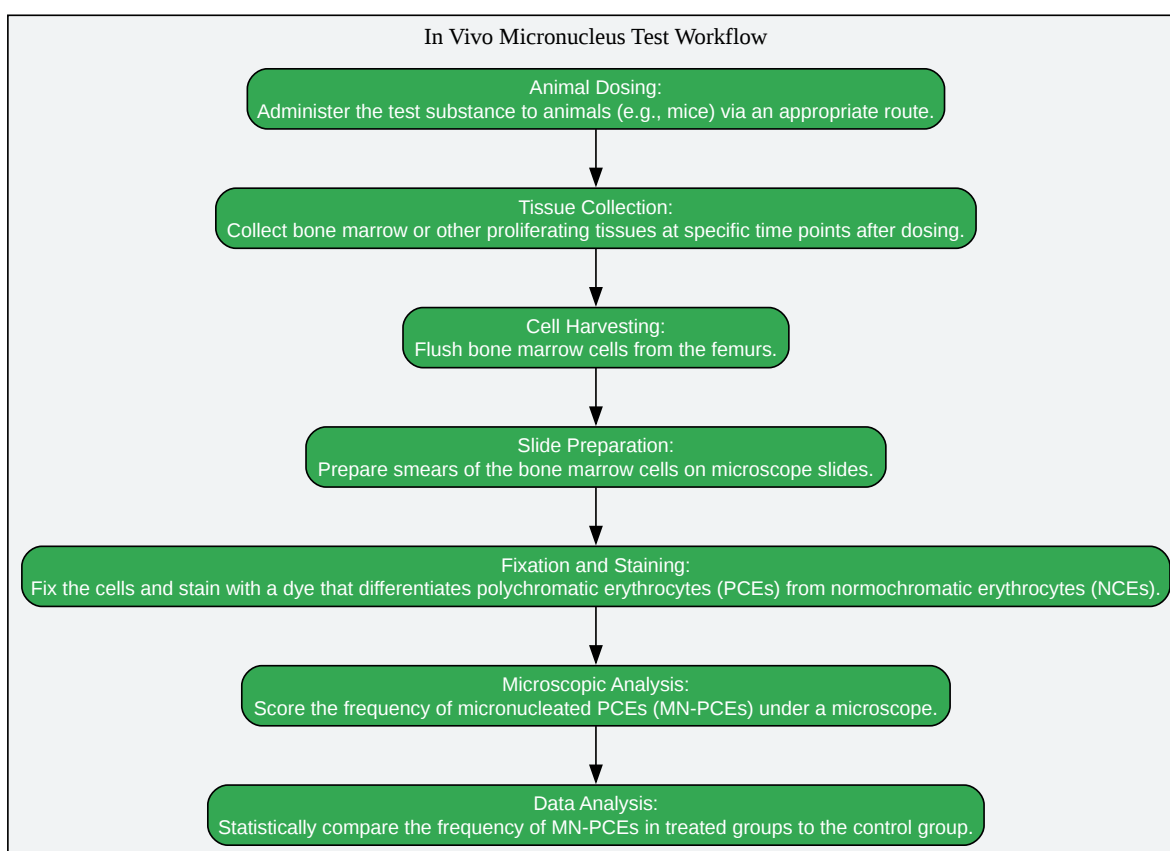 In Vivo Micronucleus Test Workflow
Animal Dosing:
Administer the test substance to animals (e.g., mice) via an appropriate route.
Tissue Collection:
Collect bone marrow or other proliferating tissues at specific time points after dosing.
Cell Harvesting:
Flush bone marrow cells from the femurs.
Slide Preparation:
Prepare smears of the bone marrow cells on microscope slides.
Fixation and Staining:
Fix the cells and stain with a dye that differentiates polychromatic erythrocytes (PCEs) from normochromatic erythrocytes (NCEs).
Microscopic Analysis:
Score the frequency of micronucleated PCEs (MN-PCEs) under a microscope.
Data Analysis:
Statistically compare the frequency of MN-PCEs in treated groups to the control group.